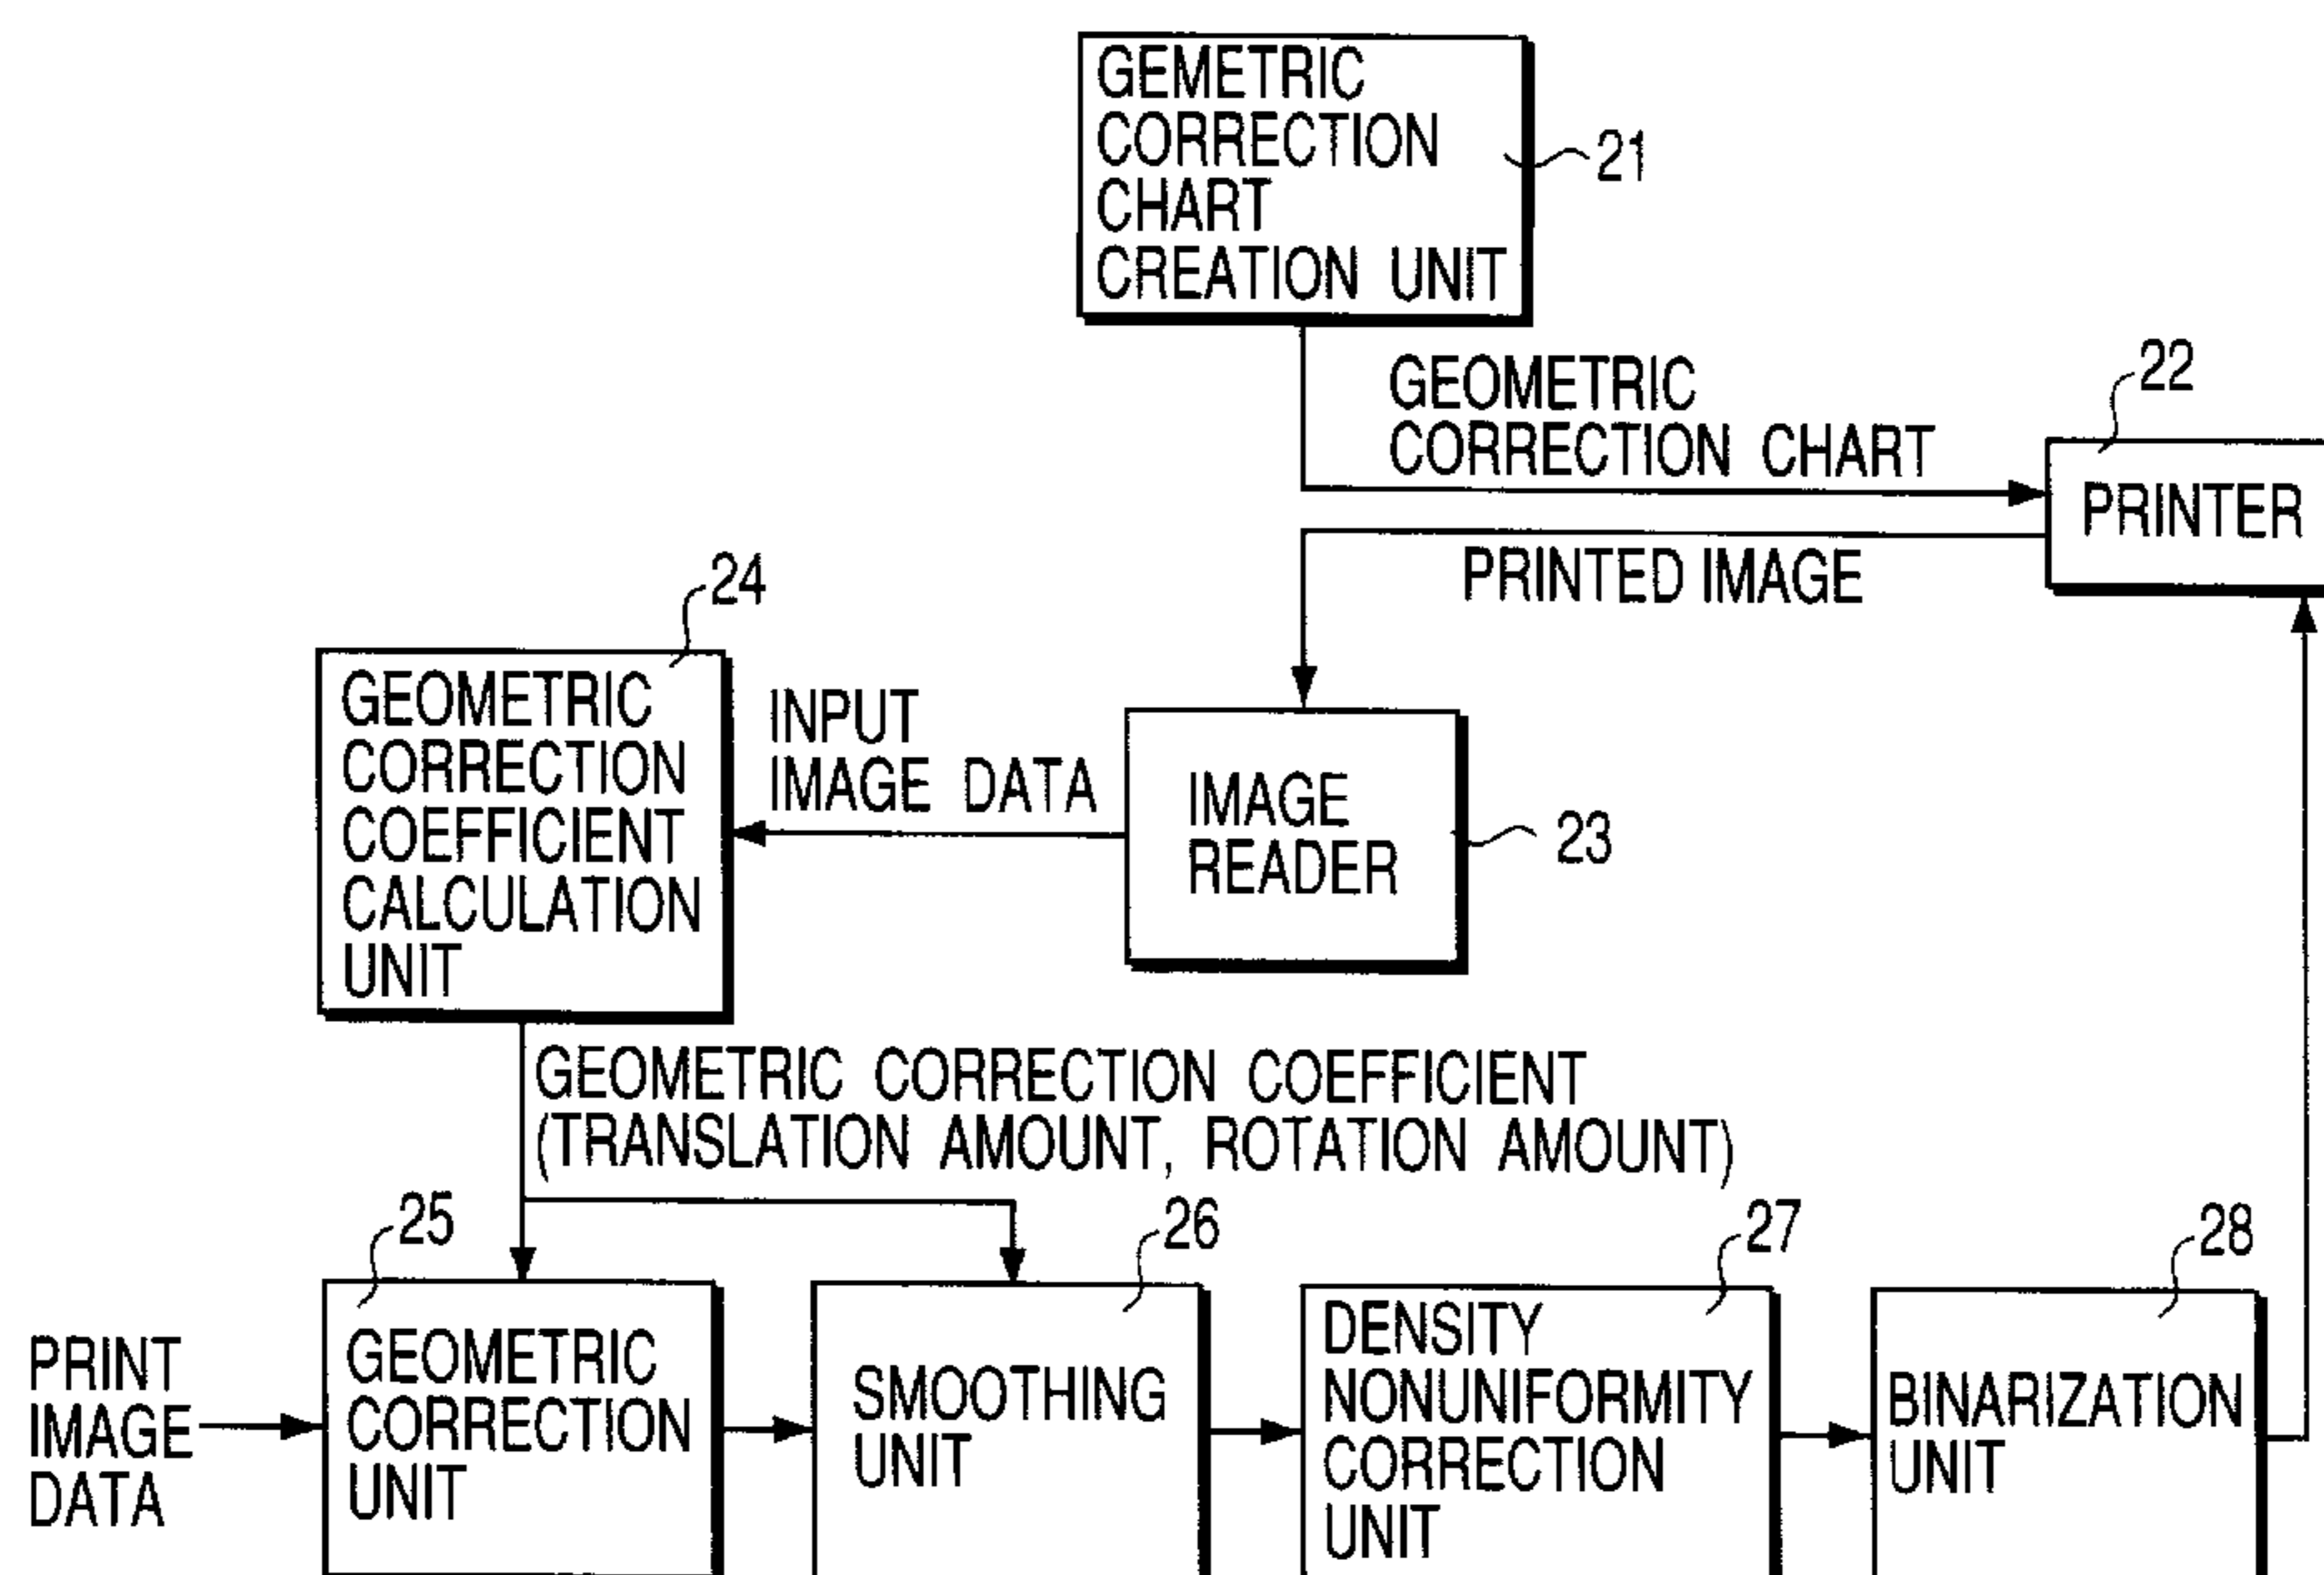 GEMETRIC
CORRECTION
CHART
CREATION UNIT
21
GEOMETRIC
CORRECTION CHART
22
PRINTER
PRINTED IMAGE
24
GEOMETRIC
CORRECTION
COEFFICIENT
CALCULATION
UNIT
INPUT
IMAGE DATA
IMAGE
READER
23
GEOMETRIC CORRECTION COEFFICIENT
(TRANSLATION AMOUNT, ROTATION AMOUNT)
25
26
27
28
PRINT
IMAGE
DATA
GEOMETRIC
CORRECTION
UNIT
SMOOTHING
UNIT
DENSITY
NONUNIFORMITY
CORRECTION
UNIT
BINARIZATION
UNIT